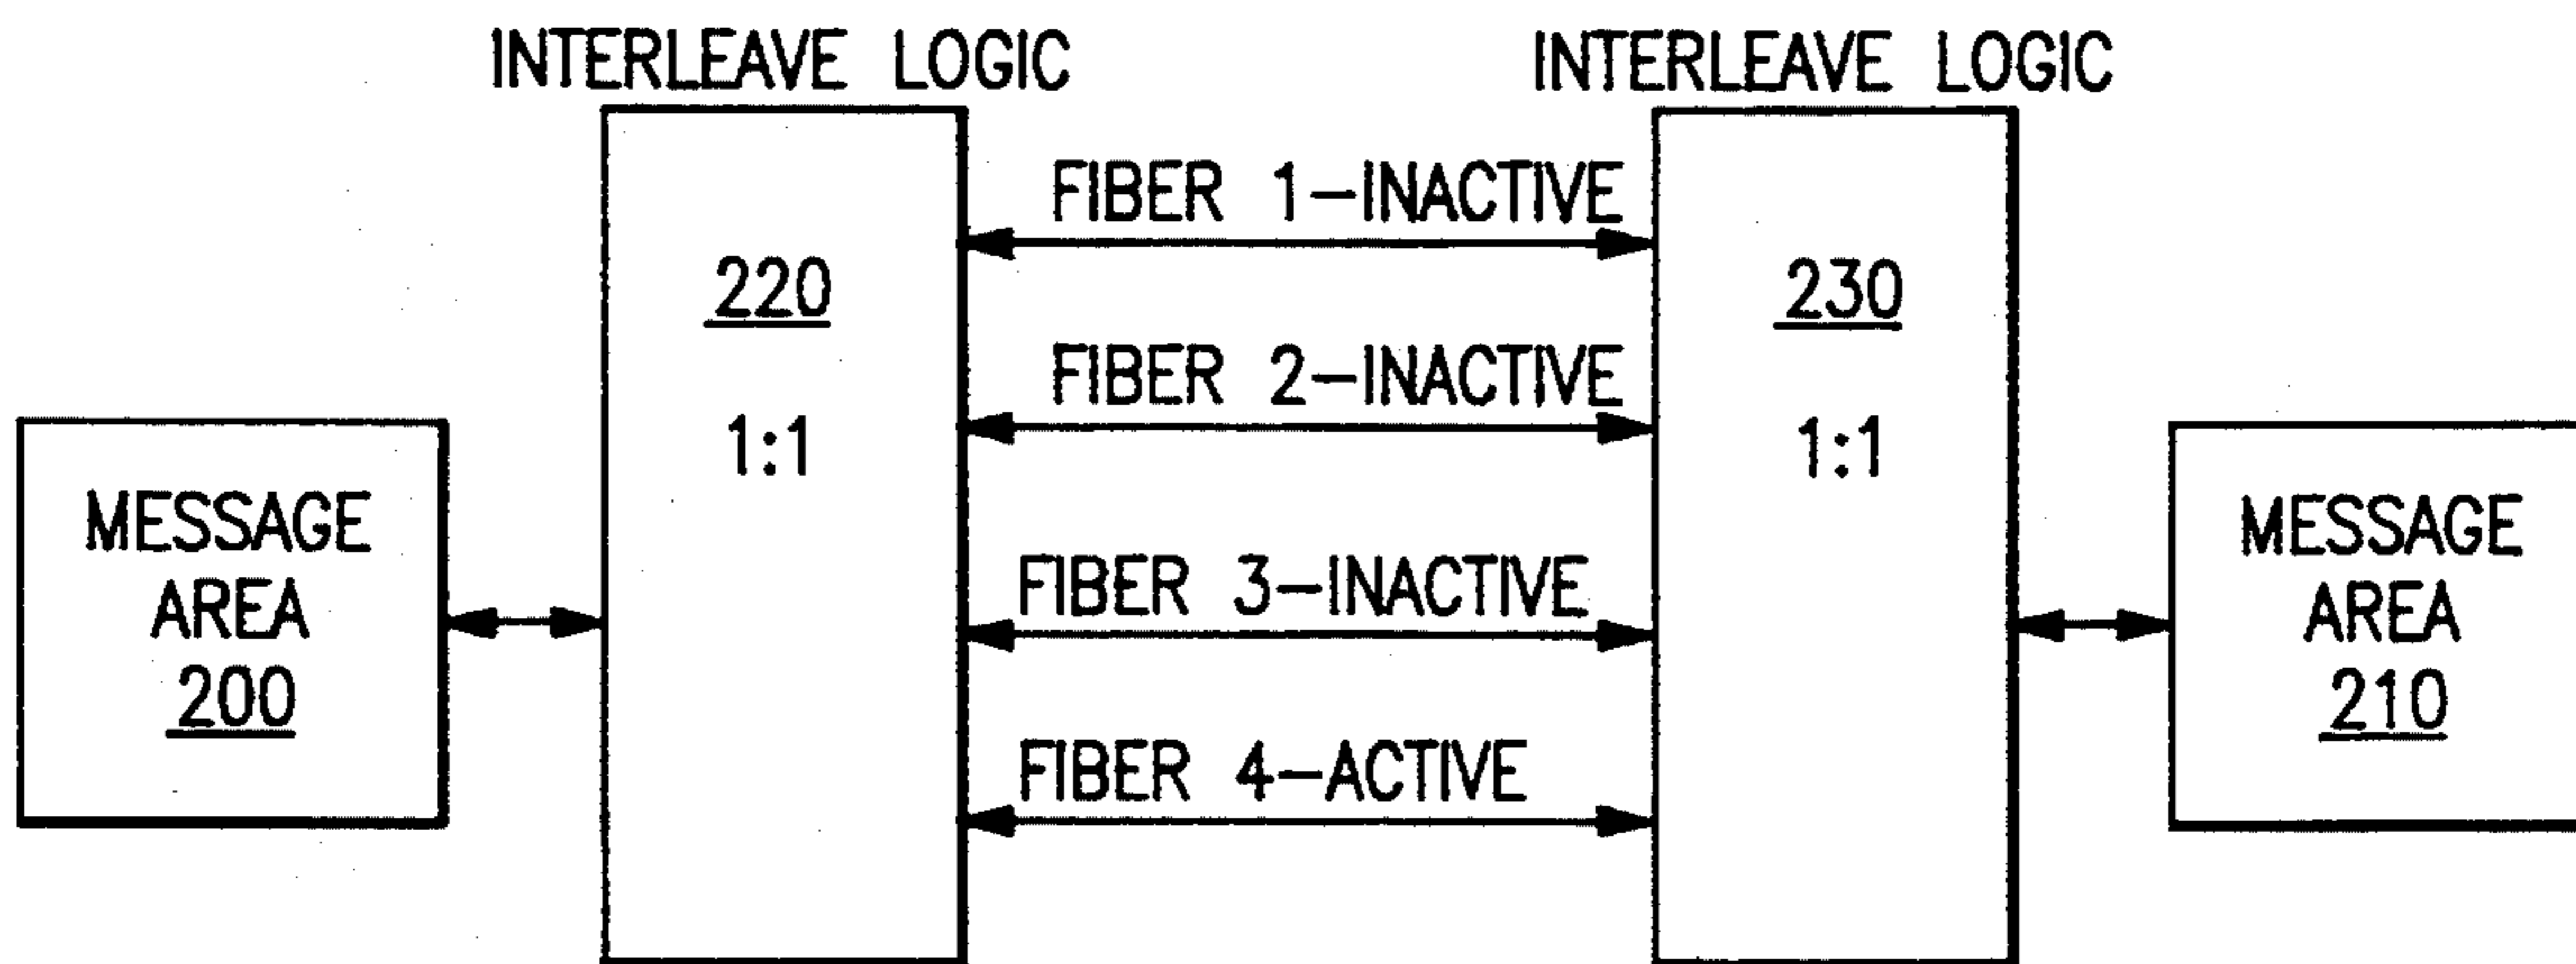 INTERLEAVE LOGIC
INTERLEAVE LOGIC
FIBER 1-INACTIVE
220
230
FIBER 2-INACTIVE
1:1
1:1
MESSAGE
AREA
200
FIBER 3-INACTIVE
MESSAGE
AREA
210
FIBER 4-ACTIVE